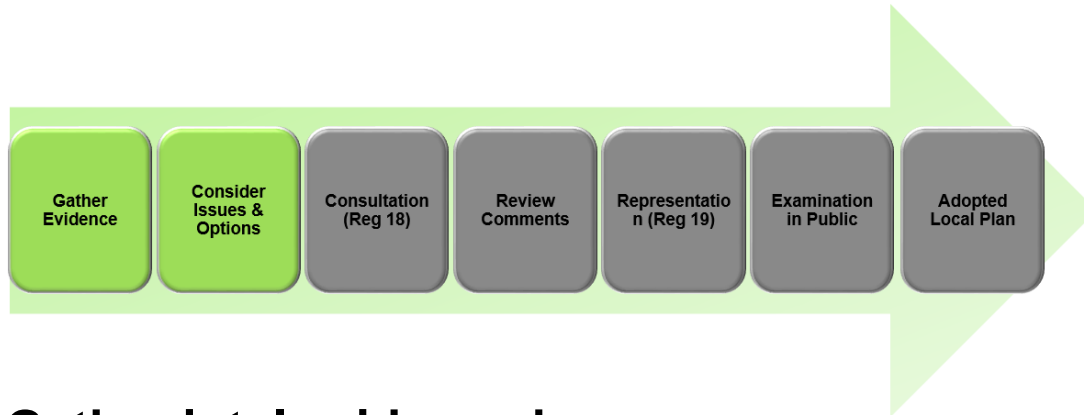 Gather
Evidence
Consider
Issues &
Options
Consultation
(Reg 18)
Review
Comments
Representatio
n (Reg 19)
Examination
in Public
Adopted
Local Plan